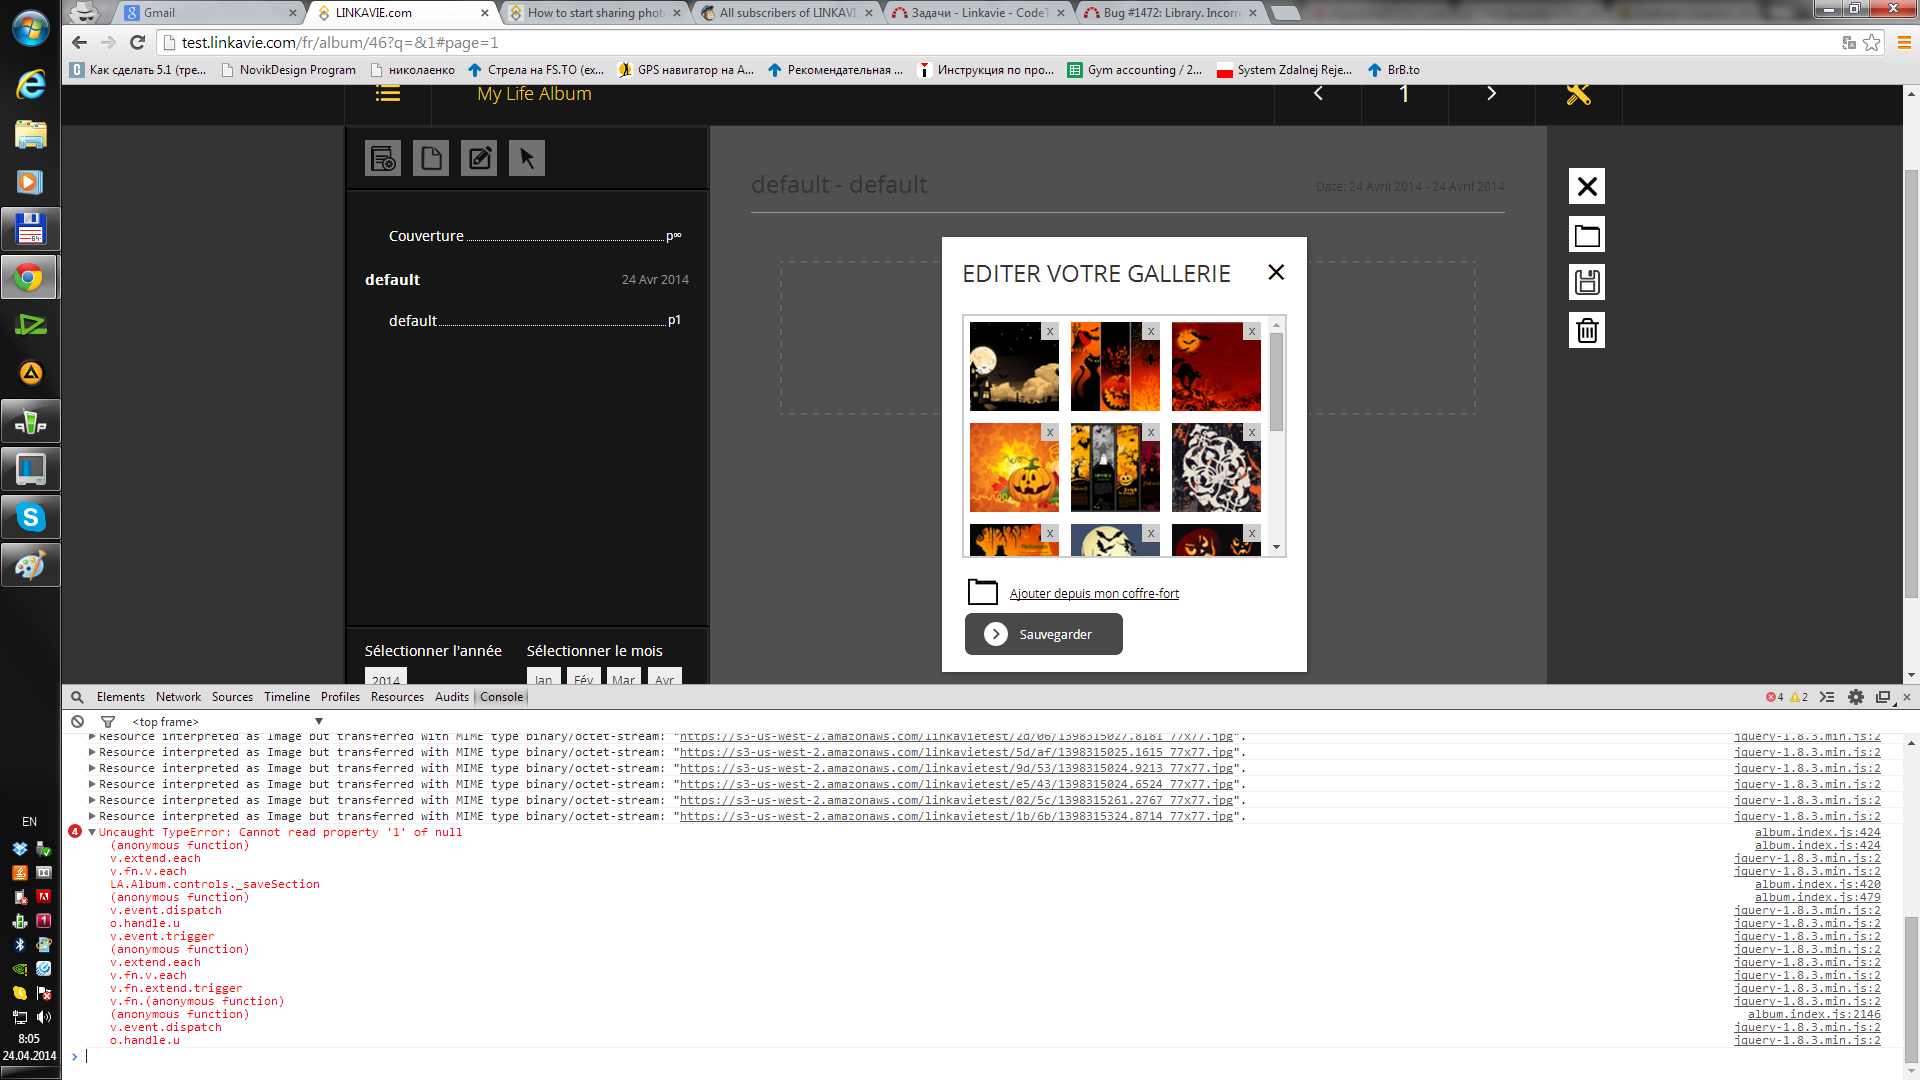 Gmail
LINKAVIE.com
How to start sharing phot
All subscribers of LINKAVI
Задачи - Linkavie - CodeT
Bug #1472: Library. Incorre
test.linkavie.com/fr/album/46?q=&1#page=1
Как сделать 5.1 (тре...
NovikDesign Program
николаенко
Стрела на FS.TO (ex...
GPS навигатор на А...
Рекомендательная ...
Инструкция по про...
Gym accounting / 2...
System Zdalnej Reje...
BrB.to
My Life Album
1
default - default
Date: 24 Avril 2014 - 24 Avril 2014
Couverture p∞
default 24 Avr 2014
default p1
EDITER VOTRE GALLERIE
x x x
x x x
x x x
Ajouter depuis mon coffre-fort
Sauvegarder
Sélectionner l'année
Sélectionner le mois
2014
Jan Fév Mar Avr
Elements Network Sources Timeline Profiles Resources Audits Console
4 2
<top frame>
Resource interpreted as Image but transferred with MIME type binary/octet-stream: "https://s3-us-west-2.amazonaws.com/linkavietest/2d/06/1398315027.8181_77x77.jpg". jquery-1.8.3.min.js:2
Resource interpreted as Image but transferred with MIME type binary/octet-stream: "https://s3-us-west-2.amazonaws.com/linkavietest/5d/af/1398315025.1615_77x77.jpg". jquery-1.8.3.min.js:2
Resource interpreted as Image but transferred with MIME type binary/octet-stream: "https://s3-us-west-2.amazonaws.com/linkavietest/9d/53/1398315024.9213_77x77.jpg". jquery-1.8.3.min.js:2
Resource interpreted as Image but transferred with MIME type binary/octet-stream: "https://s3-us-west-2.amazonaws.com/linkavietest/e5/43/1398315024.6524_77x77.jpg". jquery-1.8.3.min.js:2
Resource interpreted as Image but transferred with MIME type binary/octet-stream: "https://s3-us-west-2.amazonaws.com/linkavietest/02/5c/1398315261.2767_77x77.jpg". jquery-1.8.3.min.js:2
Resource interpreted as Image but transferred with MIME type binary/octet-stream: "https://s3-us-west-2.amazonaws.com/linkavietest/1b/6b/1398315324.8714_77x77.jpg". jquery-1.8.3.min.js:2
4 Uncaught TypeError: Cannot read property '1' of null album.index.js:424
(anonymous function) album.index.js:424
v.extend.each jquery-1.8.3.min.js:2
v.fn.v.each jquery-1.8.3.min.js:2
LA.Album.controls._saveSection album.index.js:420
(anonymous function) album.index.js:479
v.event.dispatch jquery-1.8.3.min.js:2
o.handle.u jquery-1.8.3.min.js:2
v.event.trigger jquery-1.8.3.min.js:2
(anonymous function) jquery-1.8.3.min.js:2
v.extend.each jquery-1.8.3.min.js:2
v.fn.v.each jquery-1.8.3.min.js:2
v.fn.extend.trigger jquery-1.8.3.min.js:2
v.fn.(anonymous function) jquery-1.8.3.min.js:2
(anonymous function) album.index.js:2146
v.event.dispatch jquery-1.8.3.min.js:2
o.handle.u jquery-1.8.3.min.js:2
EN
8:05
24.04.2014